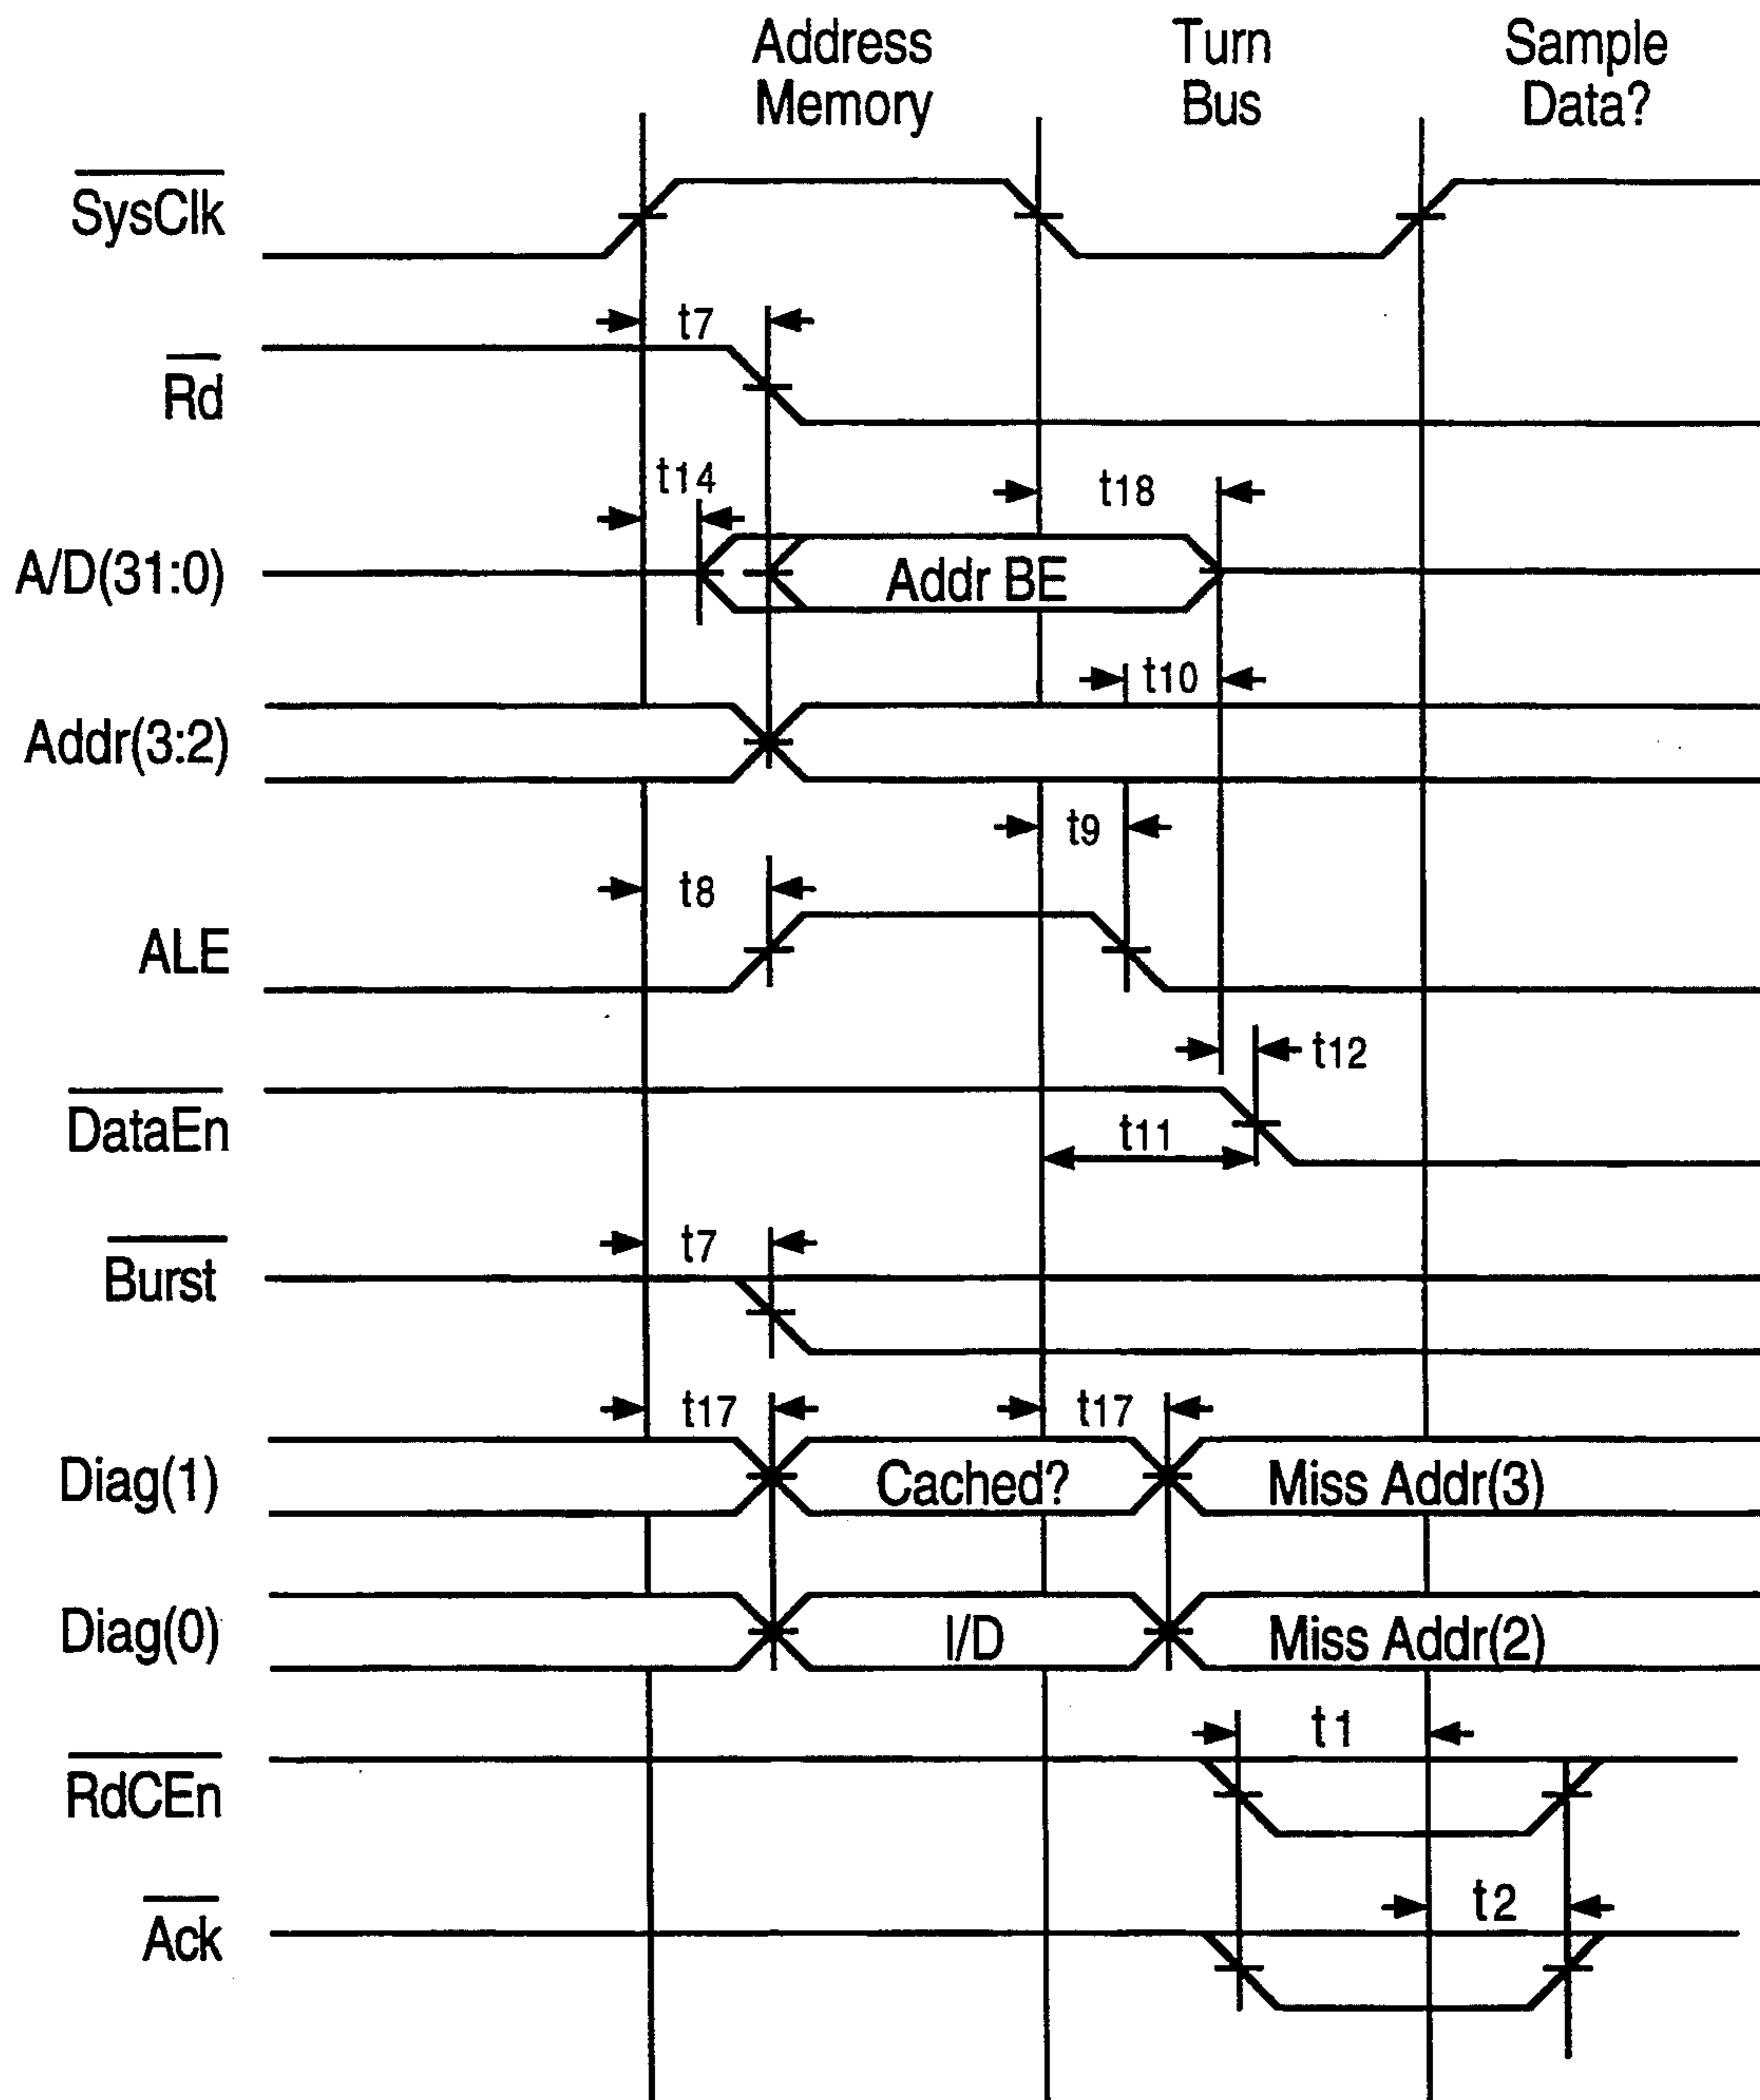 Address
Memory
Turn
Bus
Sample
Data?
SysClk
t7
Rd
t14
t18
A/D(31:0)
Addr BE
t10
Addr(3:2)
t9
t8
ALE
t12
DataEn
t11
t7
Burst
t17
t17
Diag(1)
Cached?
Miss Addr(3)
Diag(0)
I/D
Miss Addr(2)
t1
RdCEn
t2
Ack